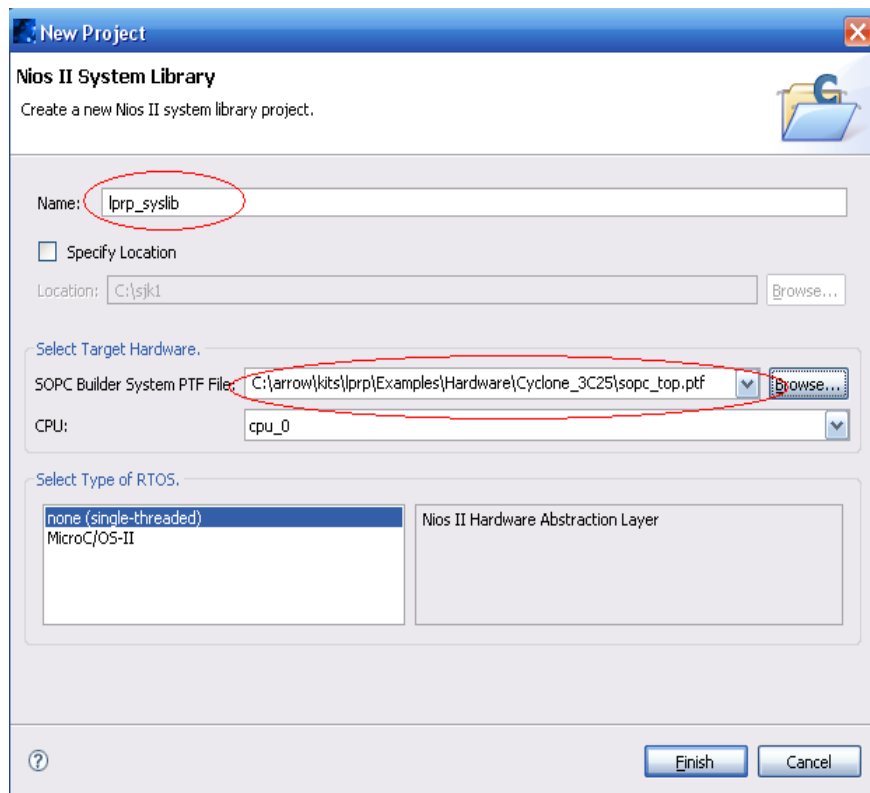 New Project
Nios II System Library
Create a new Nios II system library project.
Name: lprp_syslib
Specify Location
Location: C:\sjk1 Browse...
Select Target Hardware.
SOPC Builder System PTF File: C:\arrow\kits\lprp\Examples\Hardware\Cyclone_3C25\sopc_top.ptf Browse...
CPU: cpu_0
Select Type of RTOS.
none (single-threaded) Nios II Hardware Abstraction Layer
MicroC/OS-II
? Finish Cancel